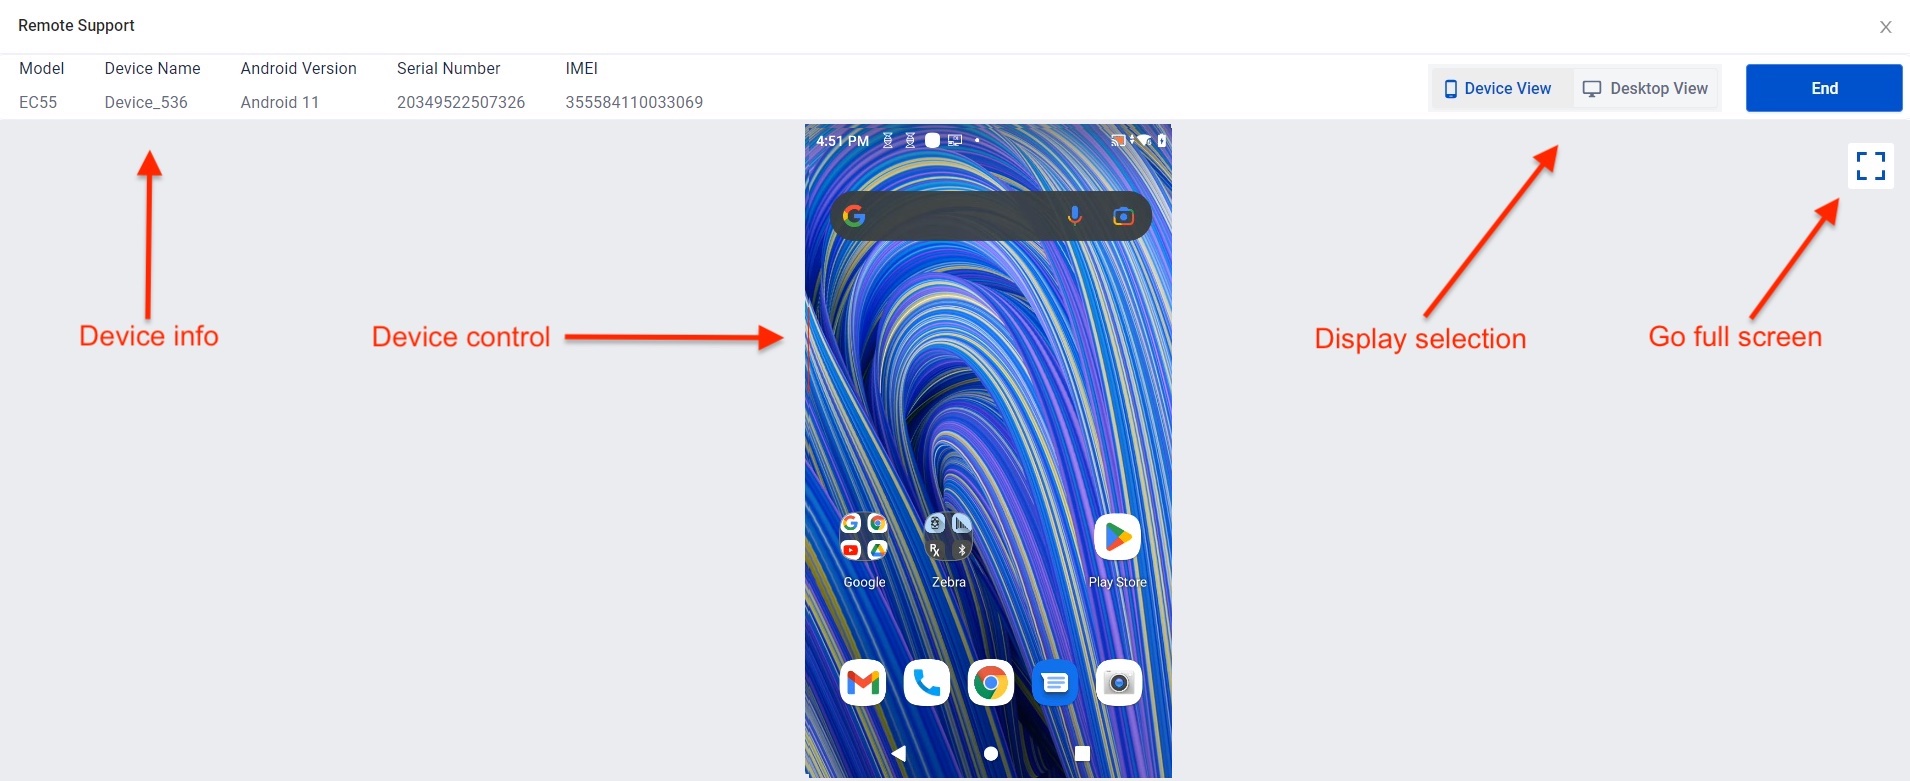 Remote Support
Model Device Name Android Version Serial Number IMEI
EC55 Device_536 Android 11 20349522507326 355584110033069
Device View Desktop View End
4:51 PM
Device info
Device control
Display selection
Go full screen
Google Zebra Play Store